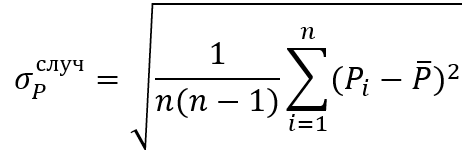 σ_P^случ = √(1/(n(n − 1)) ∑_{i=1}^{n} (P_i − P̄)²)